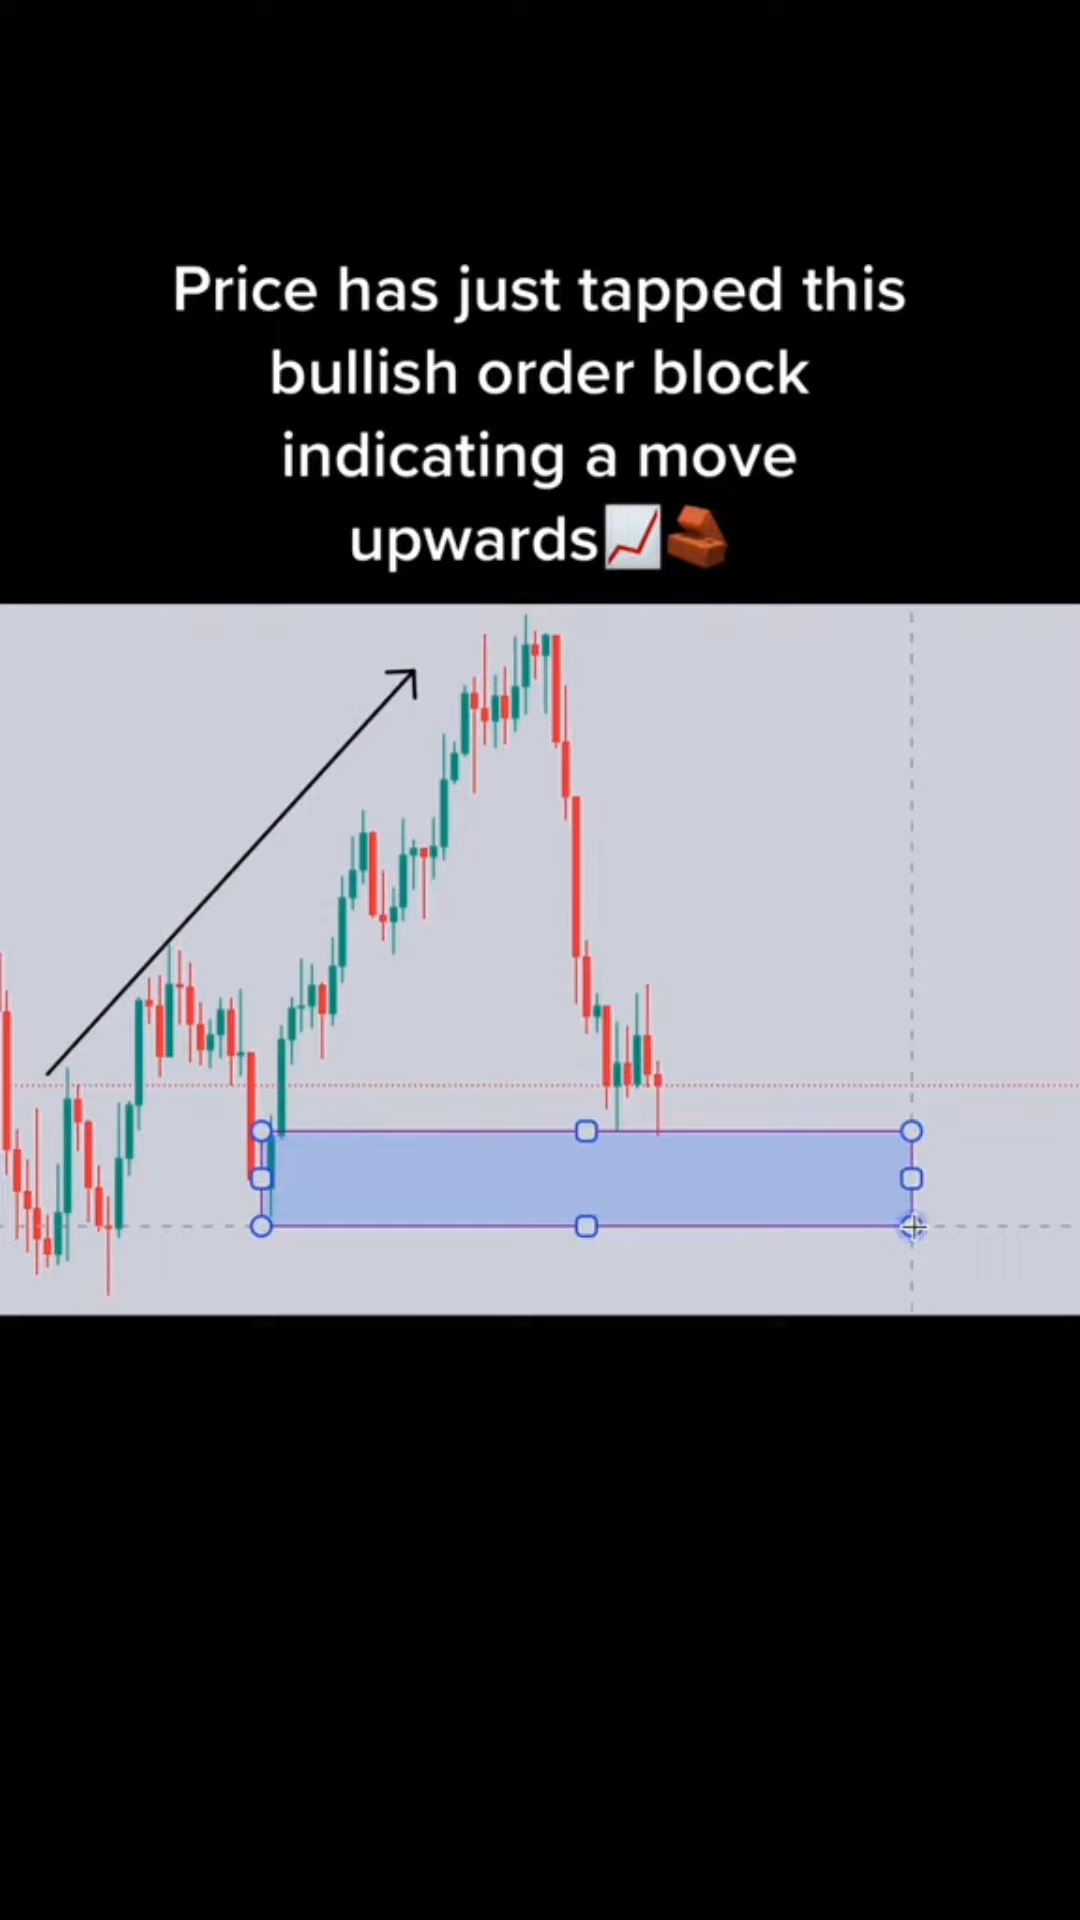 Price has just tapped this
bullish order block
indicating a move
upwards📈🧱